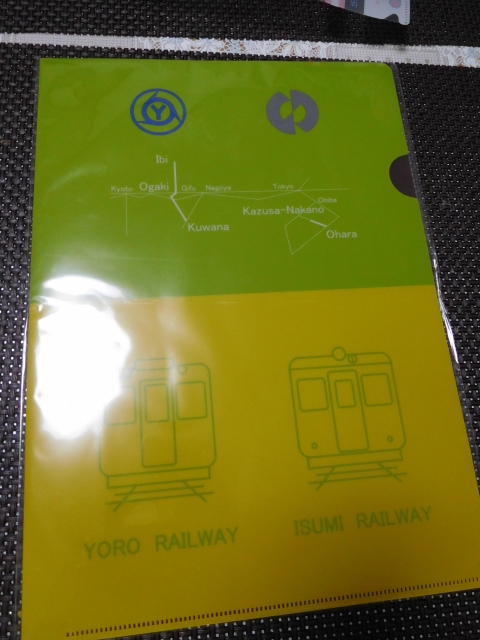 Y
Ibi
Kyoto Ogaki Gifu Nagoya Tokyo
Chiba
Kazusa-Nakano
Kuwana
Ohara
YORO RAILWAY
ISUMI RAILWAY